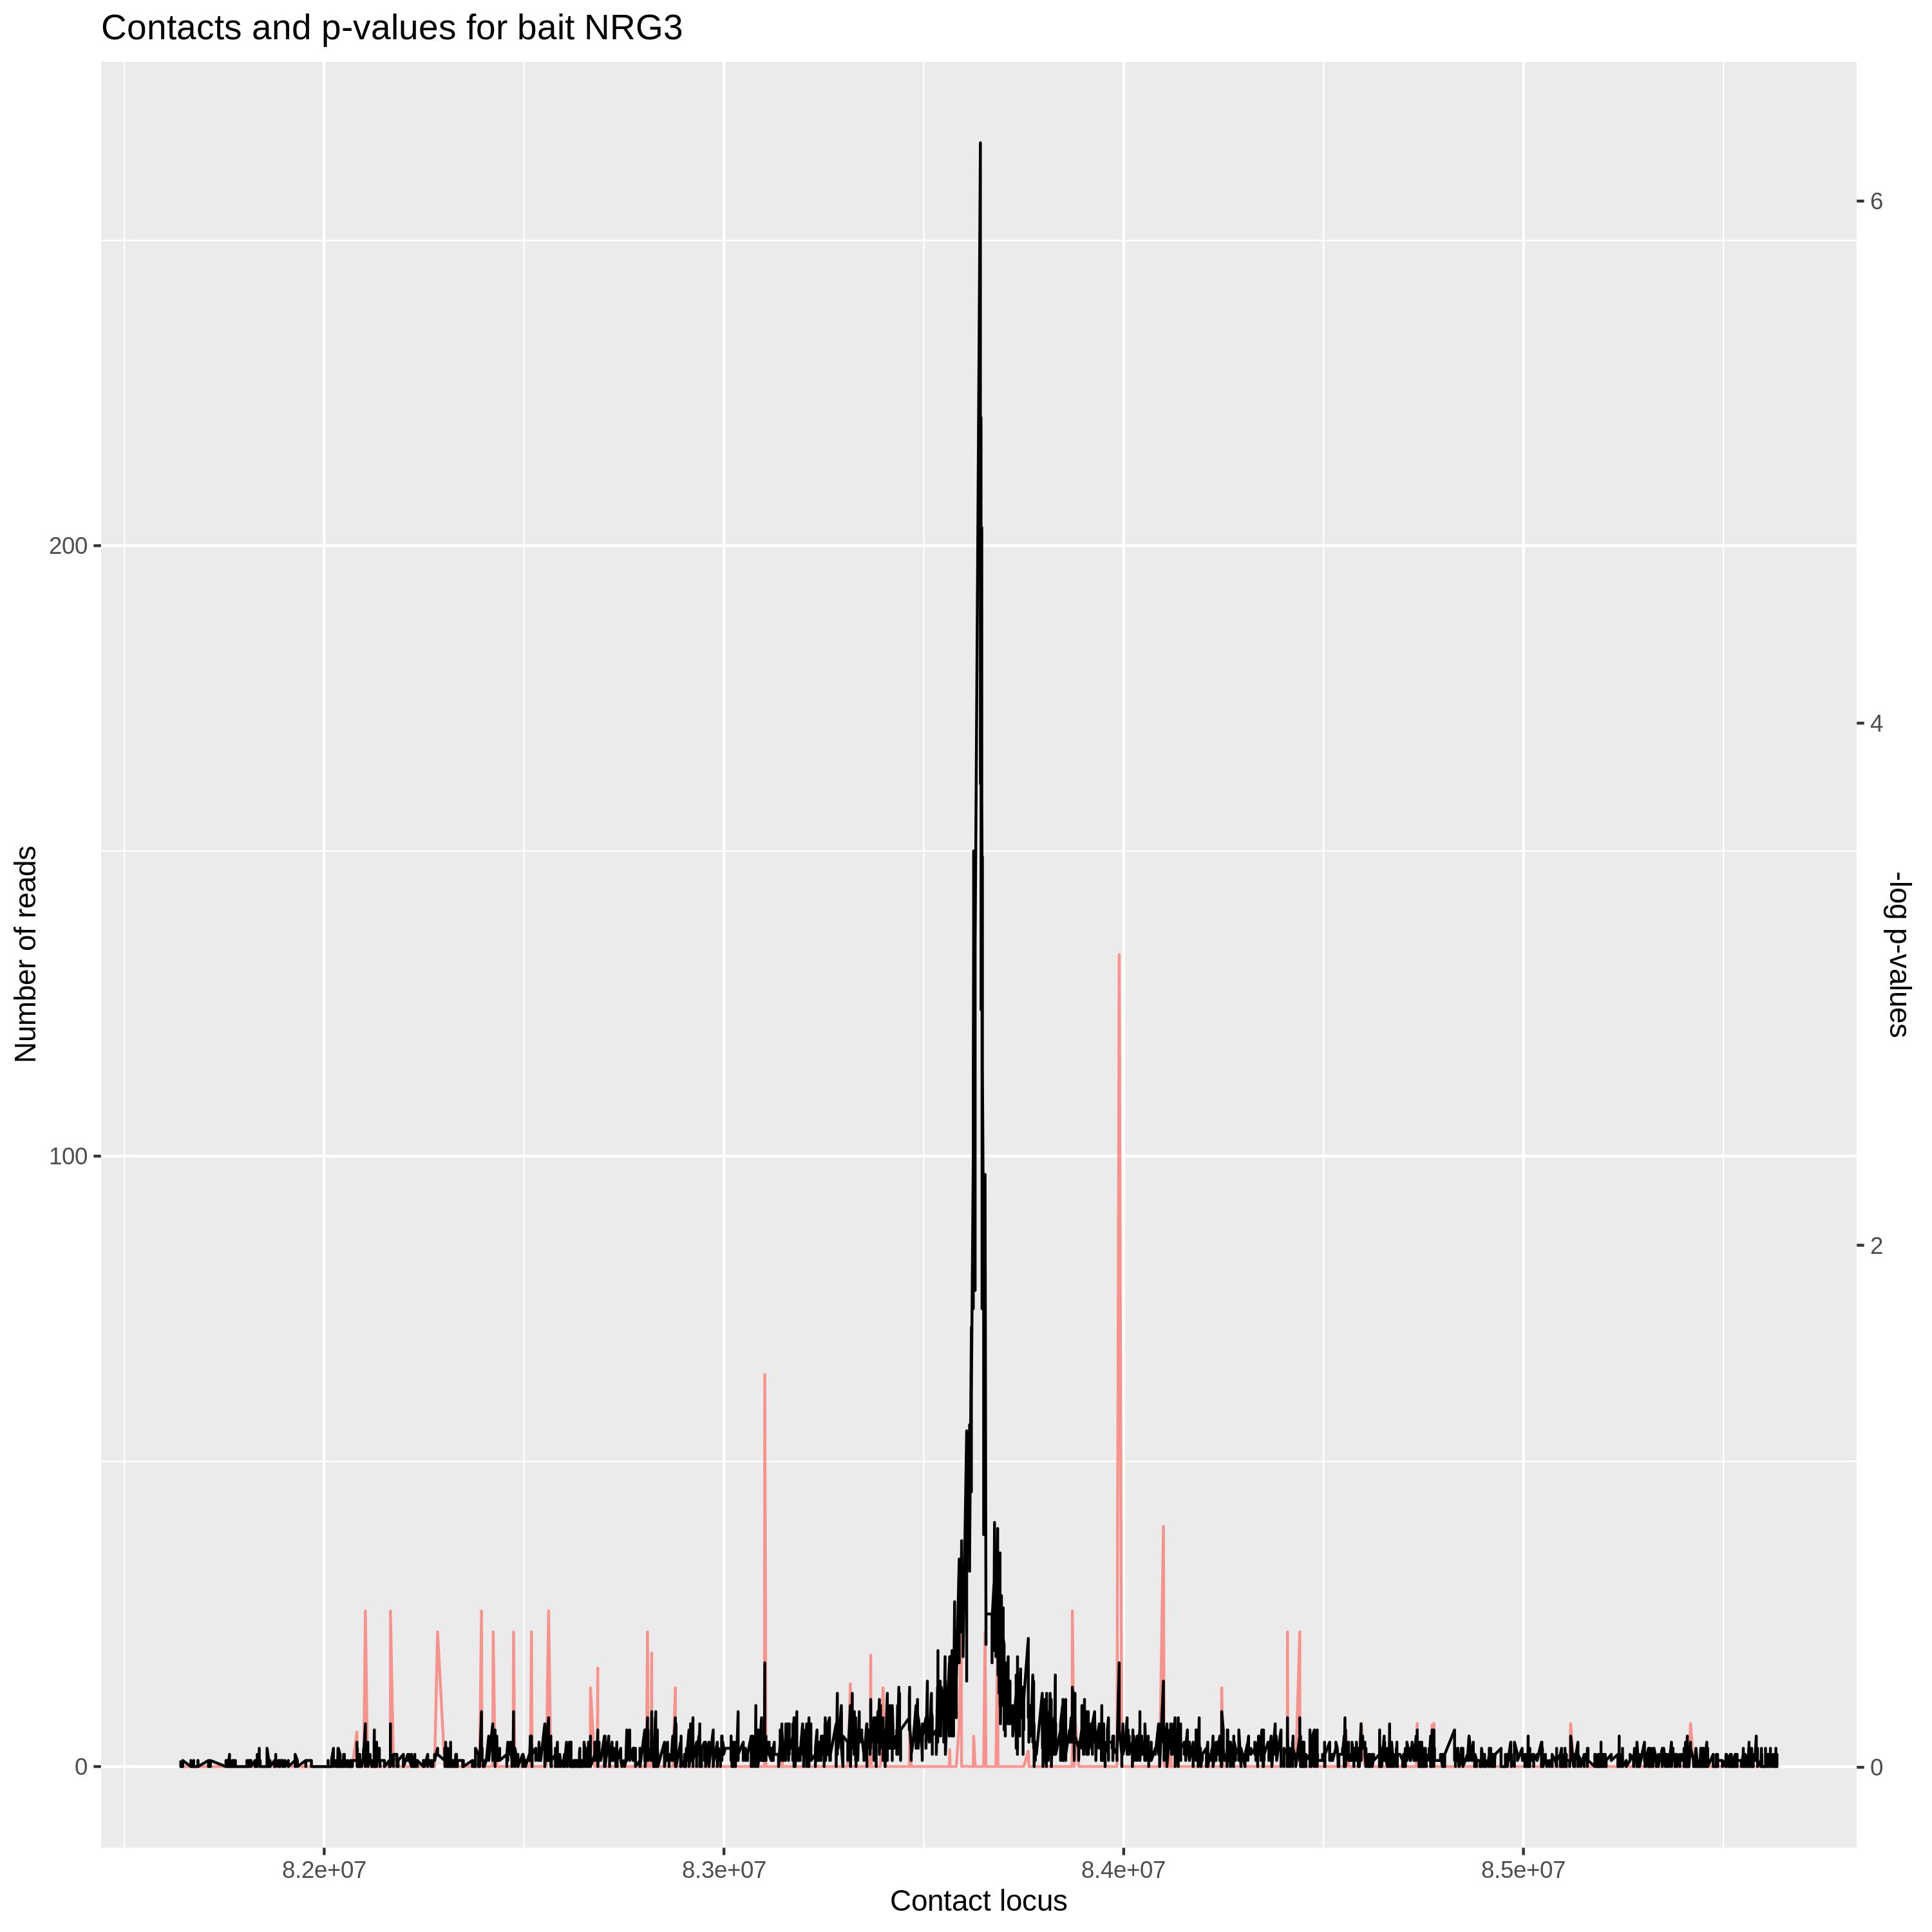 Contacts and p-values for bait NRG3
6
200
4
Number of reads
-log p-values
100
2
0
0
8.2e+07
8.3e+07
8.4e+07
8.5e+07
Contact locus